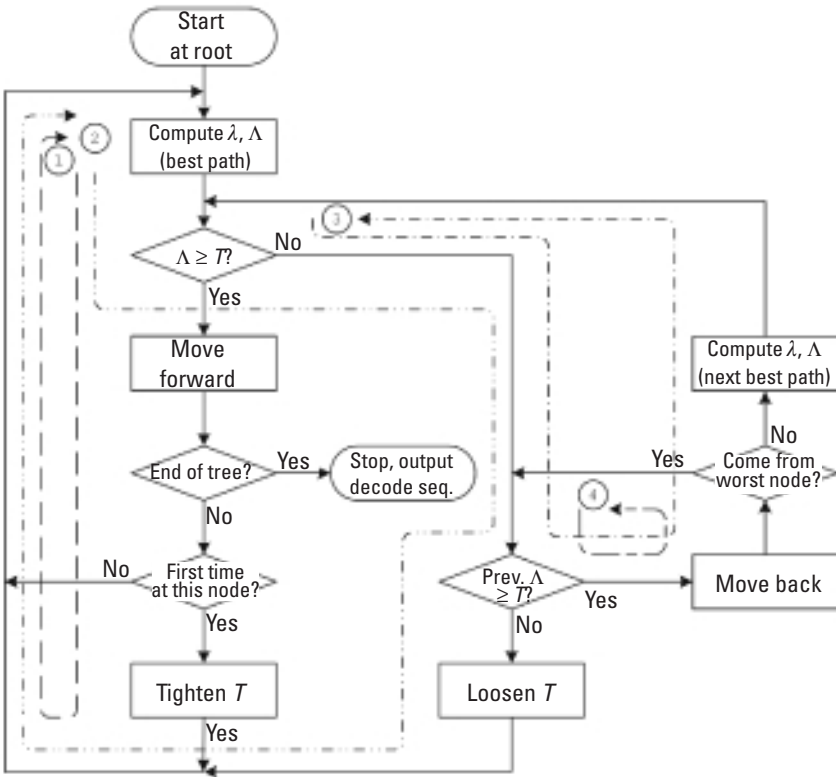 Start
at root
Compute λ, Λ
(best path)
1
2
3
Λ ≥ T?
No
Yes
Move
forward
Compute λ, Λ
(next best path)
No
End of tree?
Yes
Stop, output
decode seq.
Yes
Come from
worst node?
4
No
No
First time
at this node?
Prev. Λ
≥ T?
Yes
Move back
Yes
No
Tighten T
Loosen T
Yes